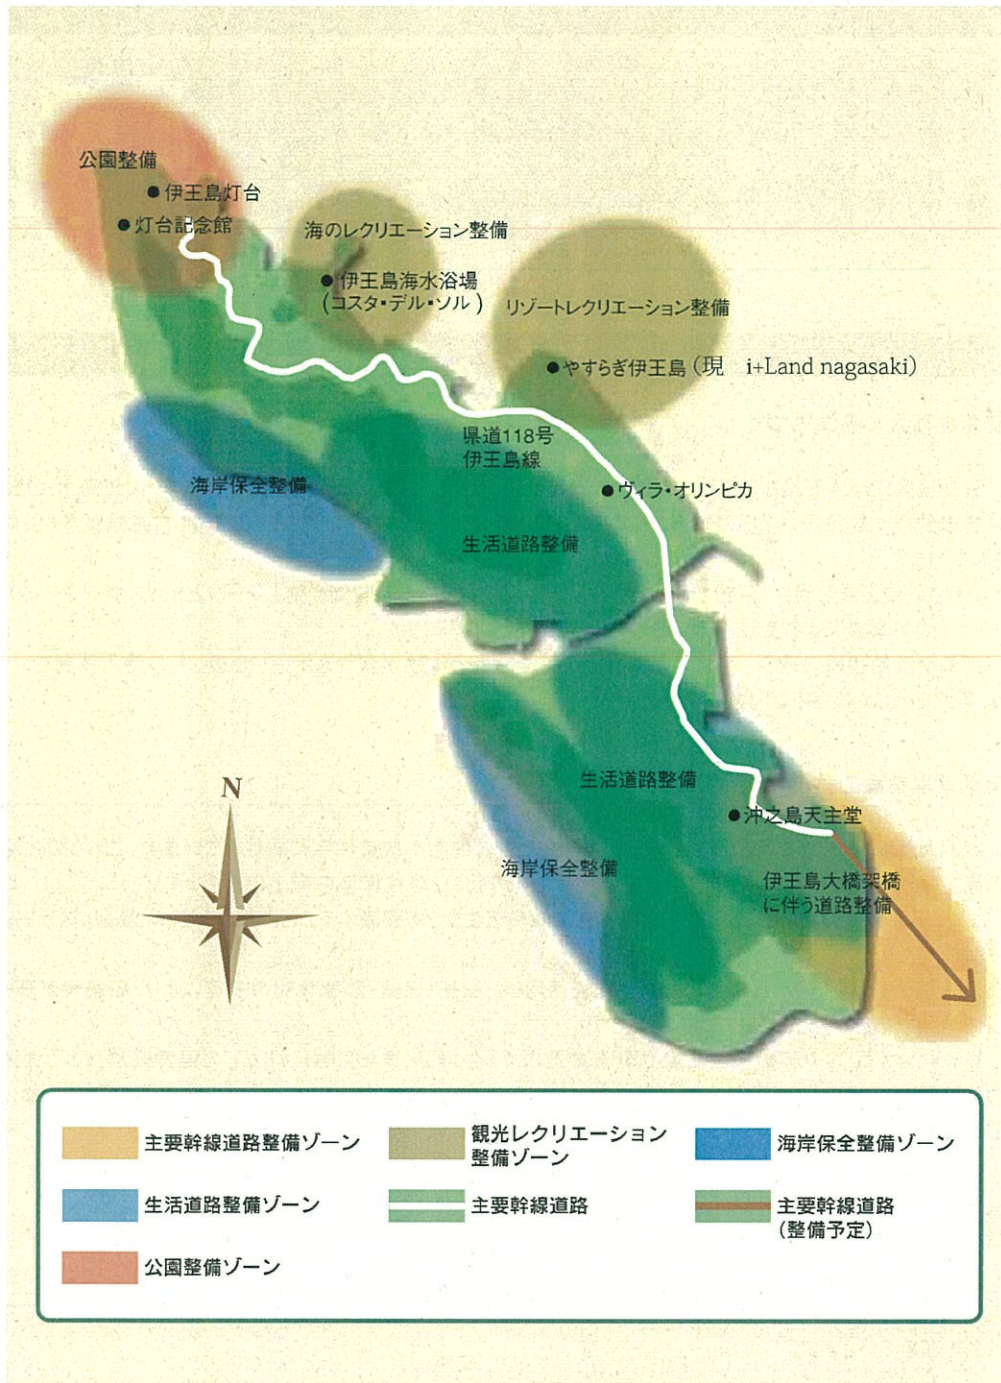 公園整備
伊王島灯台
灯台記念館
海のレクリエーション整備
伊王島海水浴場
(コスタ・デル・ソル)
リゾートレクリエーション整備
やすらぎ伊王島(現　i+Land nagasaki)
県道118号
伊王島線
ヴィラ・オリンピカ
海岸保全整備
生活道路整備
生活道路整備
沖之島天主堂
海岸保全整備
伊王島大橋架橋
に伴う道路整備
N
主要幹線道路整備ゾーン
観光レクリエーション
整備ゾーン
海岸保全整備ゾーン
生活道路整備ゾーン
主要幹線道路
主要幹線道路
(整備予定)
公園整備ゾーン